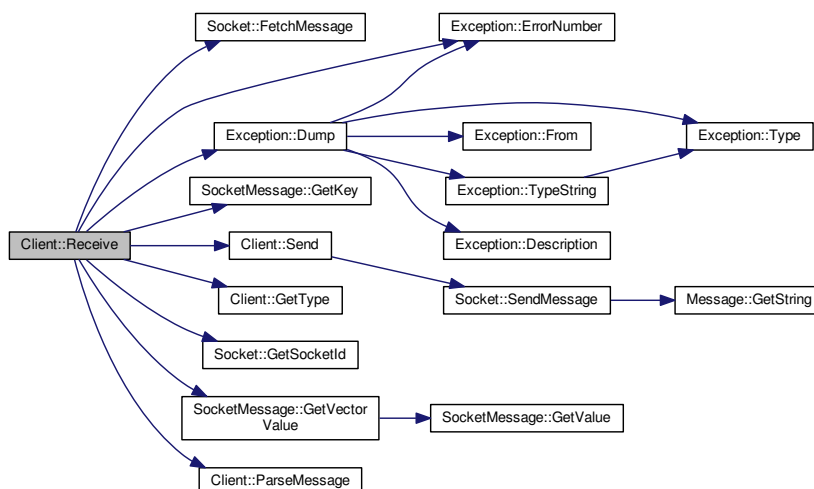 Socket::FetchMessage
Exception::ErrorNumber
Exception::Dump
Exception::From
Exception::Type
SocketMessage::GetKey
Exception::TypeString
Client::Receive
Client::Send
Exception::Description
Client::GetType
Socket::SendMessage
Message::GetString
Socket::GetSocketId
SocketMessage::GetVector
Value
SocketMessage::GetValue
Client::ParseMessage